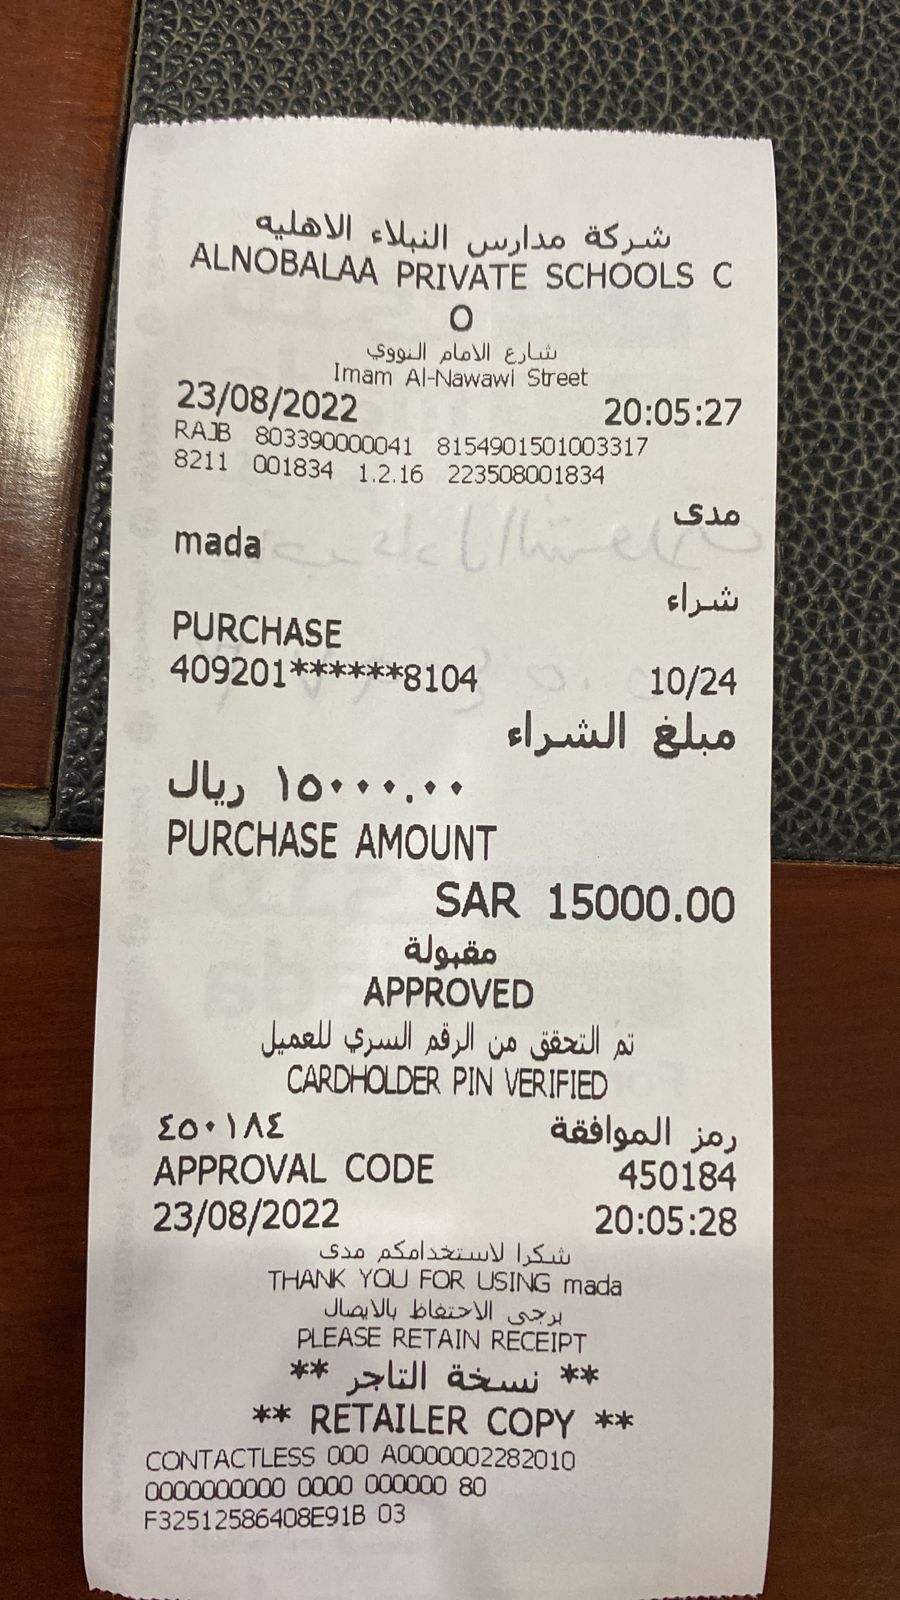 شركة مدارس النبلاء الاهليه
ALNOBALAA PRIVATE SCHOOLS C
O
شارع الامام النووي
Imam Al-Nawawi Street
23/08/2022 20:05:27
RAJB 803390000041 8154901501003317
8211 001834 1.2.16 223508001834
مدى
mada
شراء
PURCHASE
409201******8104 10/24
مبلغ الشراء
١٥٠٠٠.٠٠ ريال
PURCHASE AMOUNT
SAR 15000.00
مقبولة
APPROVED
تم التحقق من الرقم السري للعميل
CARDHOLDER PIN VERIFIED
رمز الموافقة ٤٥٠١٨٤
APPROVAL CODE 450184
23/08/2022 20:05:28
شكرا لاستخدامكم مدى
THANK YOU FOR USING mada
يرجى الاحتفاظ بالايصال
PLEASE RETAIN RECEIPT
** نسخة التاجر **
** RETAILER COPY **
CONTACTLESS 000 A0000002282010
0000000000 0000 000000 80
F32512586408E91B 03